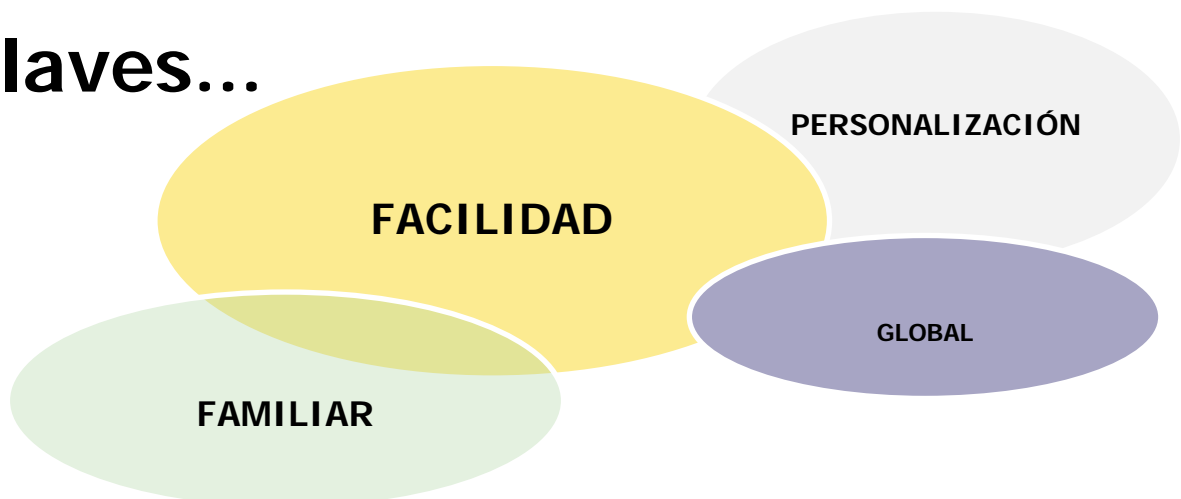 laves...
PERSONALIZACIÓN
FACILIDAD
GLOBAL
FAMILIAR